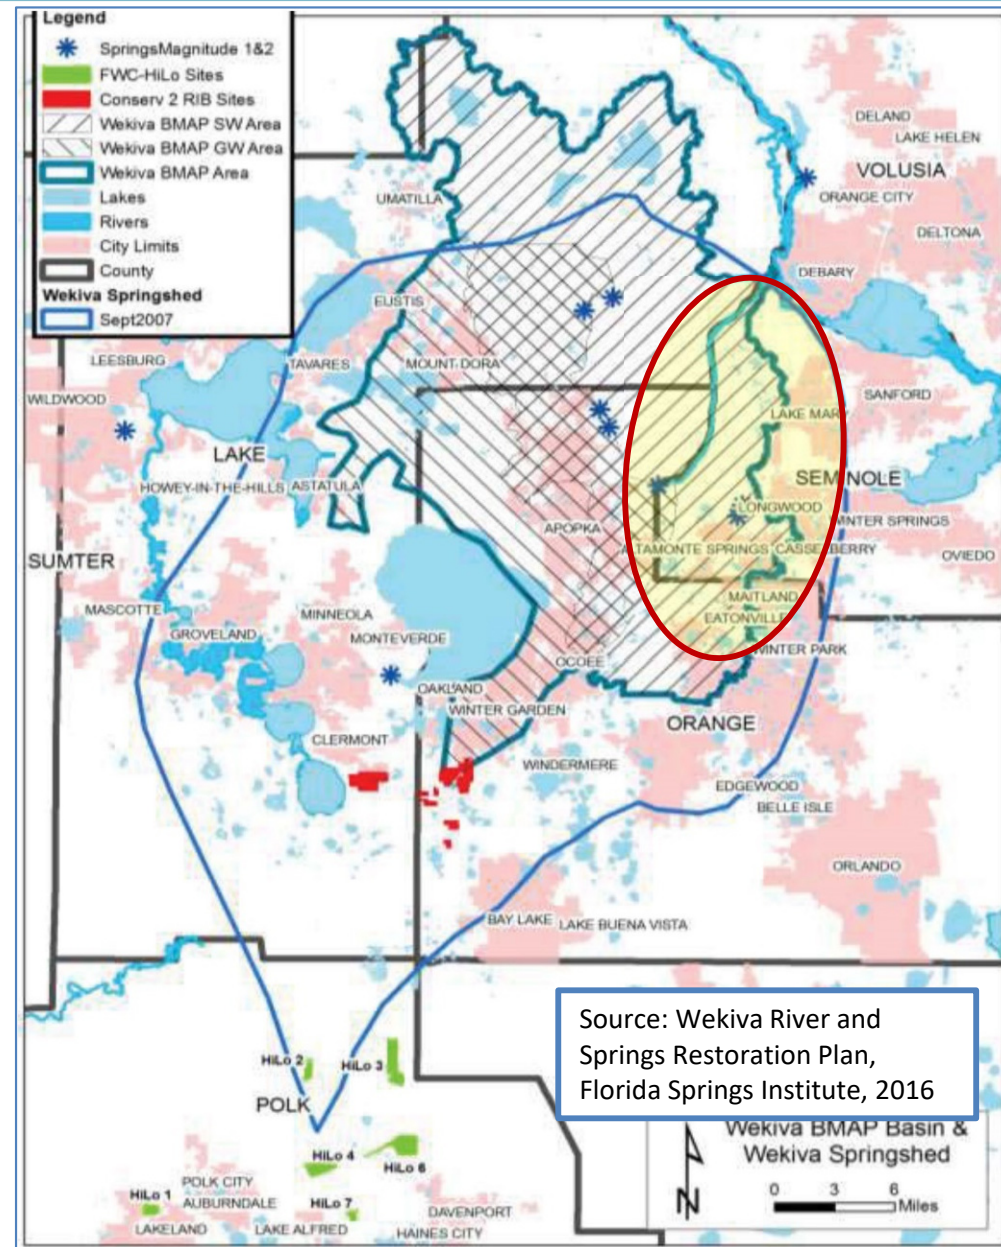 Legend
SpringsMagnitude 1&2
FWC-HiLo Sites
Conserv 2 RIB Sites
Wekiva BMAP SW Area
Wekiva BMAP GW Area
Wekiva BMAP Area
Lakes
Rivers
City Limits
County
Wekiva Springshed
Sept2007
DELAND
LAKE HELEN
VOLUSIA
UMATILLA
ORANGE CITY
DELTONA
DEBARY
EUSTIS
LEESBURG
TAVARES
MOUNT DORA
WILDWOOD
SANFORD
LAKE MARY
LAKE
SEMINOLE
HOWEY-IN-THE-HILLS
ASTATULA
LONGWOOD
WINTER SPRINGS
APOPKA
ALTAMONTE SPRINGS
CASSELBERRY
OVIEDO
SUMTER
MAITLAND
MASCOTTE
MINNEOLA
EATONVILLE
GROVELAND
MONTEVERDE
WINTER PARK
OCOEE
OAKLAND
WINTER GARDEN
ORANGE
CLERMONT
WINDERMERE
EDGEWOOD
BELLE ISLE
ORLANDO
BAY LAKE
LAKE BUENA VISTA
Source: Wekiva River and
Springs Restoration Plan,
Florida Springs Institute, 2016
HiLo 2
HiLo 3
POLK
HiLo 4
HiLo 6
POLK CITY
HiLo 1
AUBURNDALE
HiLo 7
DAVENPORT
LAKELAND
LAKE ALFRED
HAINES CITY
Wekiva BMAP Basin &
Wekiva Springshed
N
0 3 6
Miles